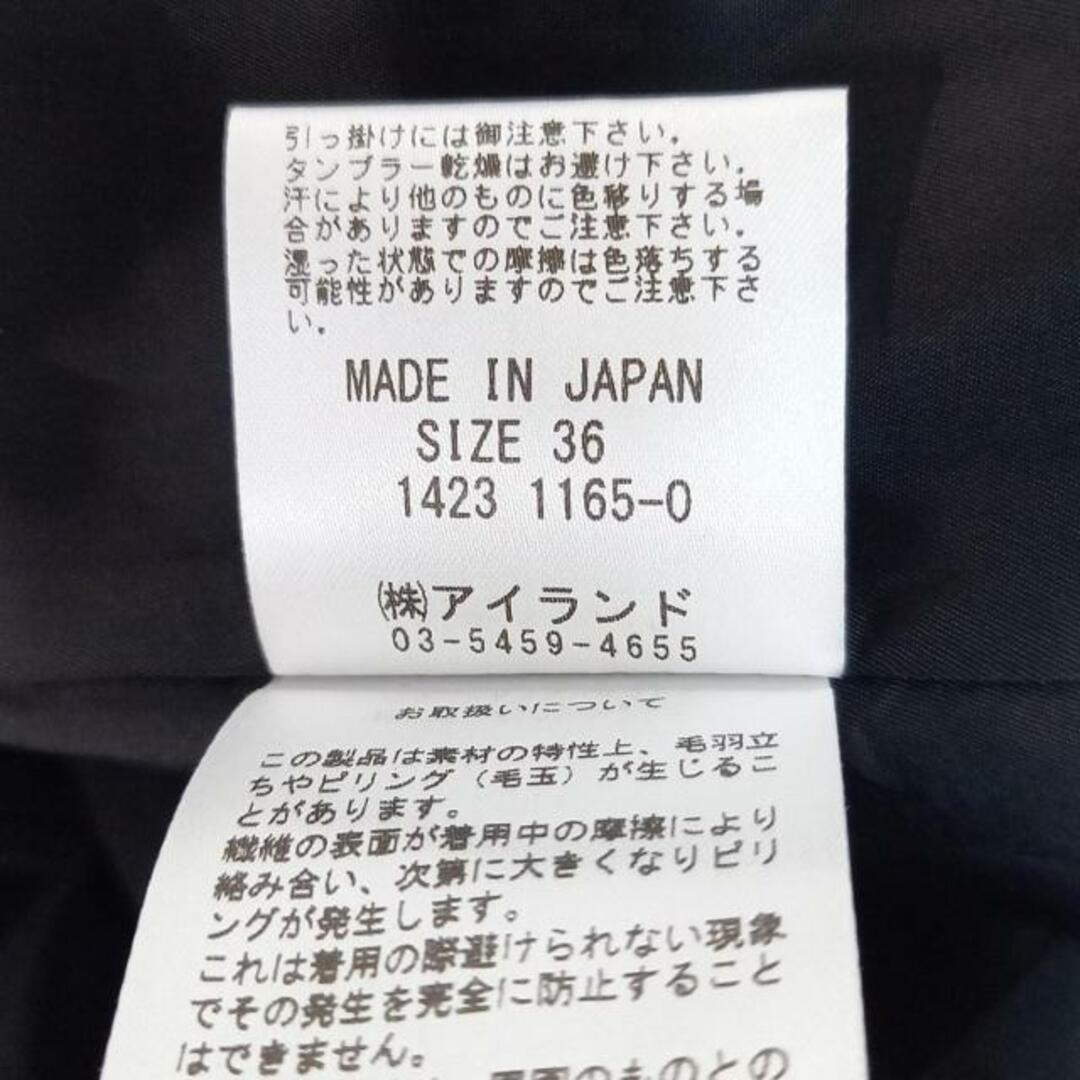 引っ掛けには御注意下さい。
タンブラー乾燥はお避け下さい。
汗により他のものに色移りする場
合がありますのでご注意下さい。
湿った状態での摩擦は色落ちする
可能性がありますのでご注意下さ
い。
MADE IN JAPAN
SIZE 36
1423 1165-0
㈱アイランド
03-5459-4655
お取扱いについて
この製品は素材の特性上、毛羽立
ちやピリング(毛玉)が生じるこ
とがあります。
繊維の表面が着用中の摩擦により
絡み合い、次第に大きくなりピリ
ングが発生します。
これは着用の際避けられない現象
でその発生を完全に防止すること
はできません。
のものとの